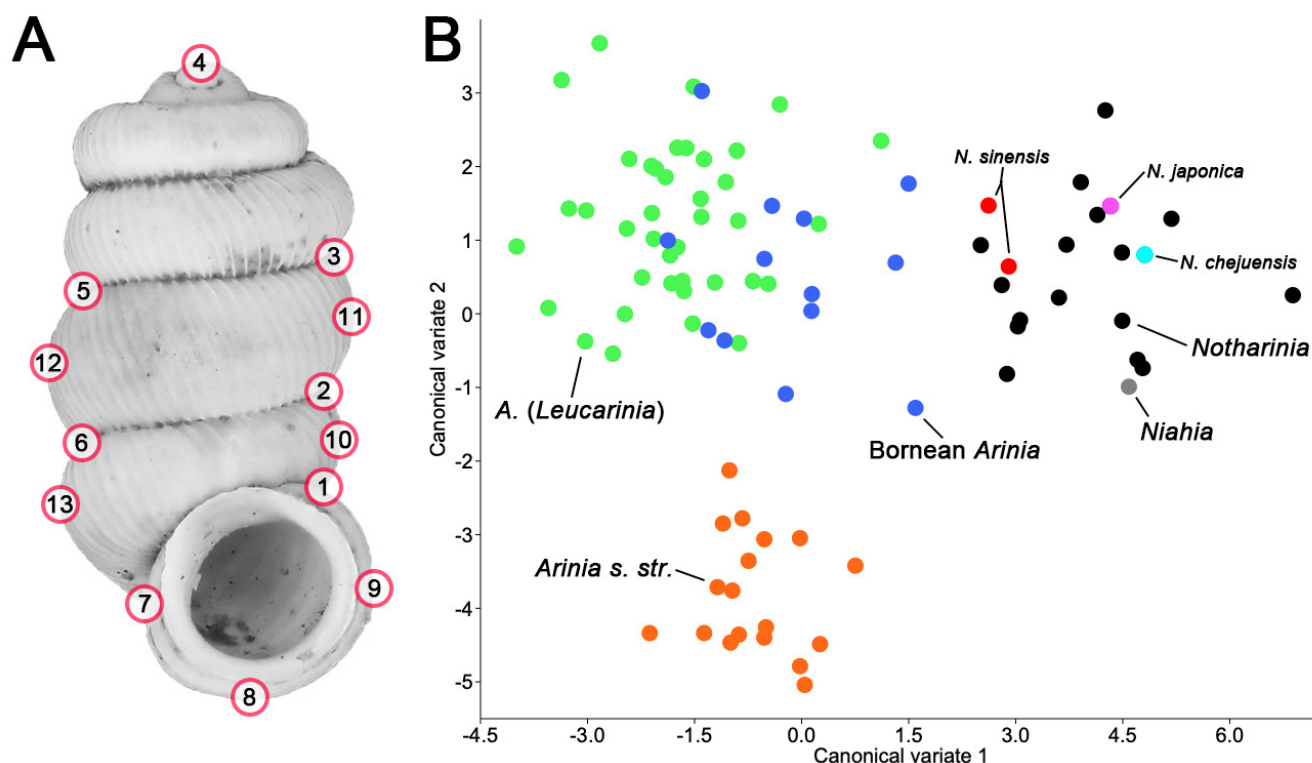 A
4
3
5
11
12
2
6
10
1
13
9
7
8
B
Canonical variate 2
3
2
1
0
-1
-2
-3
-4
-5
N. sinensis
N. japonica
N. chejuensis
Notharinia
A. (Leucarinia)
Niahia
Bornean Arinia
Arinia s. str.
-4.5 -3.0 -1.5 0.0 1.5 3.0 4.5 6.0
Canonical variate 1